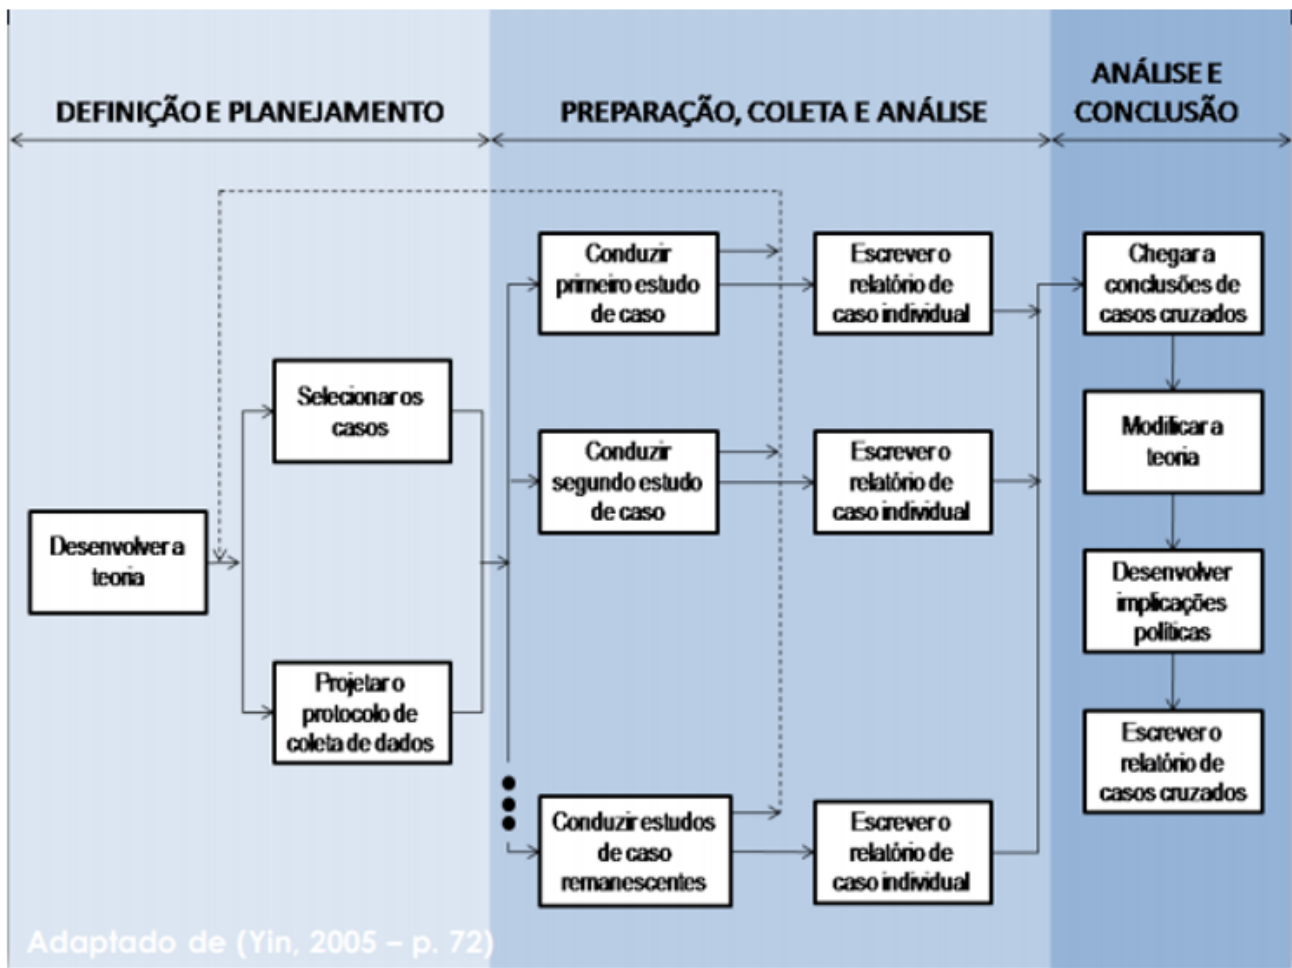 DEFINIÇÃO E PLANEJAMENTO
PREPARAÇÃO, COLETA E ANÁLISE
ANÁLISE E
CONCLUSÃO
Desenvolver a
teoria
Selecionar os
casos
Projetar o
protocolo de
coleta de dados
Conduzir
primeiro estudo
de caso
Escrever o
relatório de
caso individual
Conduzir
segundo estudo
de caso
Escrever o
relatório de
caso individual
Conduzir estudos
de caso
remanescentes
Escrever o
relatório de
caso individual
Chegar a
conclusões de
casos cruzados
Modificar a
teoria
Desenvolver
implicações
políticas
Escrever o
relatório de
casos cruzados
Adaptado de (Yin, 2005 – p. 72)